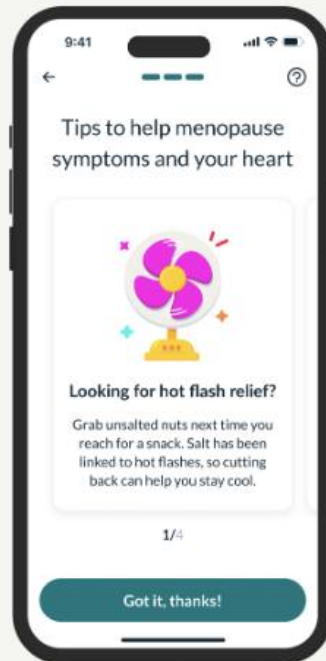 9:41
Tips to help menopause
symptoms and your heart
Looking for hot flash relief?
Grab unsalted nuts next time you
reach for a snack. Salt has been
linked to hot flashes, so cutting
back can help you stay cool.
1/4
Got it, thanks!